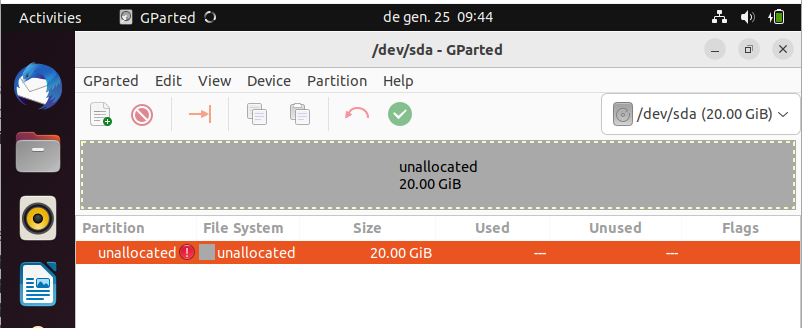 Activities GParted de gen. 25 09:44
/dev/sda - GParted
GParted Edit View Device Partition Help
/dev/sda (20.00 GiB)
unallocated
20.00 GiB
Partition File System Size Used Unused Flags
unallocated unallocated 20.00 GiB --- ---